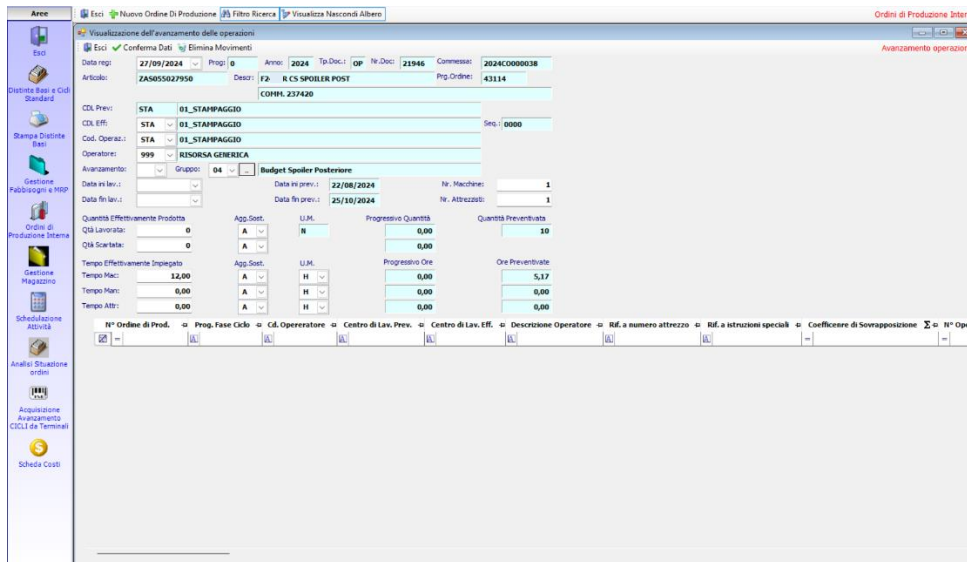 Aree
Esci Nuovo Ordine Di Produzione Filtro Ricerca Visualizza Nascondi Albero
Ordini di Produzione Inter
Visualizzazione dell'avanzamento delle operazioni
Esci Conferma Dati Elimina Movimenti
Avanzamento operazion
Esci
Distinte Basi e Cicli
Standard
Stampa Distinte
Basi
Gestione
Fabbisogni e MRP
Ordini di
Produzione Interna
Gestione
Magazzino
Schedulazione
Attività
Analisi Situazione
ordini
Acquisizione
Avanzamento
CICLI da Terminali
Scheda Costi
Data reg: 27/09/2024 Prog: 0 Anno: 2024 Tp.Doc.: OP Nr.Doc: 21946 Commessa: 2024CO000038
Articolo: ZAS055027950 Descr: F2- R CS SPOILER POST Prg.Ordine: 43114
COMM. 237420
CDL Prev: STA 01_STAMPAGGIO
CDL Eff: STA 01_STAMPAGGIO Seq.: 0000
Cod. Operaz.: STA 01_STAMPAGGIO
Operatore: 999 RISORSA GENERICA
Avanzamento: Gruppo: 04 ... Budget Spoiler Posteriore
Data ini lav.: Data ini prev.: 22/08/2024 Nr. Macchine: 1
Data fin lav.: Data fin prev.: 25/10/2024 Nr. Attrezzisti: 1
Quantità Effettivamente Prodotta Agg.Sost. U.M. Progressivo Quantità Quantità Preventivata
Qtà Lavorata: 0 A N 0,00 10
Qtà Scartata: 0 A 0,00
Tempo Effettivamente Impiegato Agg.Sost. U.M. Progressivo Ore Ore Preventivate
Tempo Mac: 12,00 A H 0,00 5,17
Tempo Man: 0,00 A H 0,00 0,00
Tempo Attr: 0,00 A H 0,00 0,00
N° Ordine di Prod. Prog. Fase Ciclo Cd. Opereratore Centro di Lav. Prev. Centro di Lav. Eff. Descrizione Operatore Rif. a numero attrezzo Rif. a istruzioni speciali Coefficenre di Sovrapposizione Σ N° Ope
= A A A A A A A = =